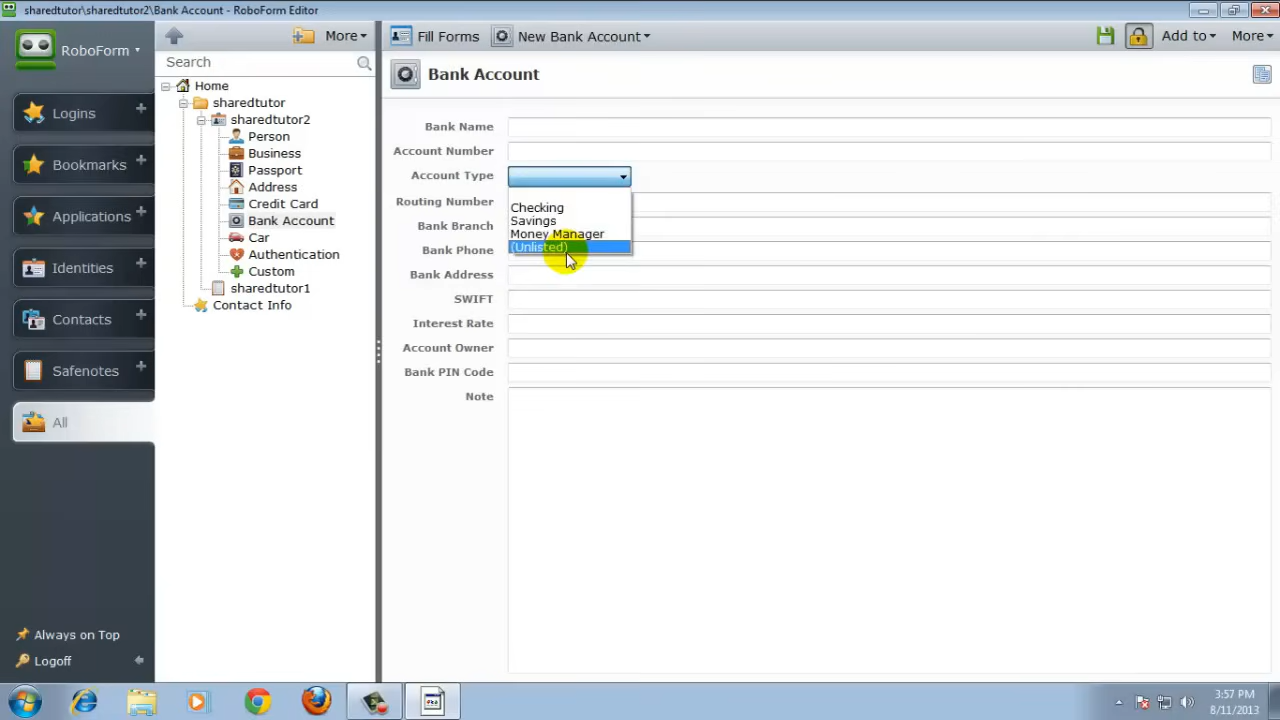 sharedtutor\sharedtutor2\Bank Account - RoboForm Editor
RoboForm
Logins
Bookmarks
Applications
Identities
Contacts
Safenotes
All
Always on Top
Logoff
More
Search
Home
sharedtutor
sharedtutor2
Person
Business
Passport
Address
Credit Card
Bank Account
Car
Authentication
Custom
sharedtutor1
Contact Info
Fill Forms
New Bank Account
Add to
More
Bank Account
Bank Name
Account Number
Account Type
Checking
Savings
Money Manager
(Unlisted)
Routing Number
Bank Branch
Bank Phone
Bank Address
SWIFT
Interest Rate
Account Owner
Bank PIN Code
Note
3:57 PM
8/11/2013